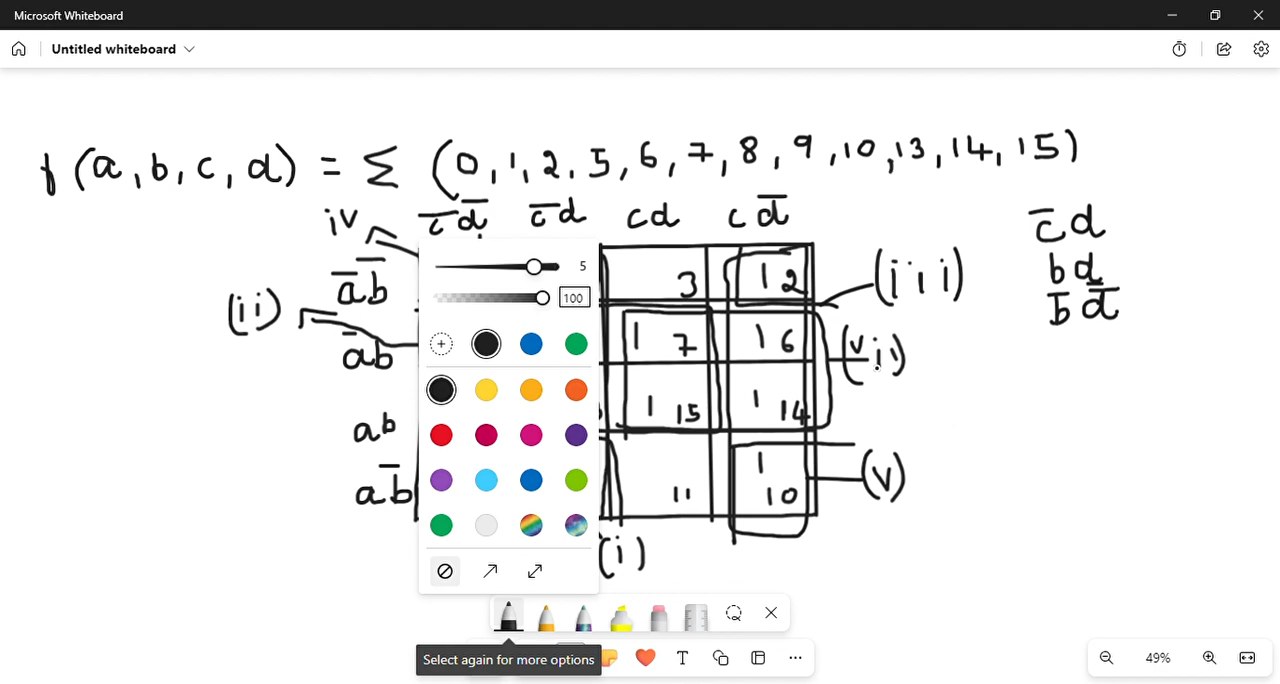 Microsoft Whiteboard
Untitled whiteboard
f (a, b, c, d) = Σ (0, 1, 2, 5, 6, 7, 8, 9, 10, 13, 14, 15)
iv c̅d̅ c̅d cd cd̅
c̅d
5
a̅b̅ 3 1 2 (iii) bd
100
(ii) b̅d̅
a̅b 1 7 1 6 (vi)
ab 1 15 1 14
ab̅ 11 1 10 (v)
(i)
Select again for more options
T
49%